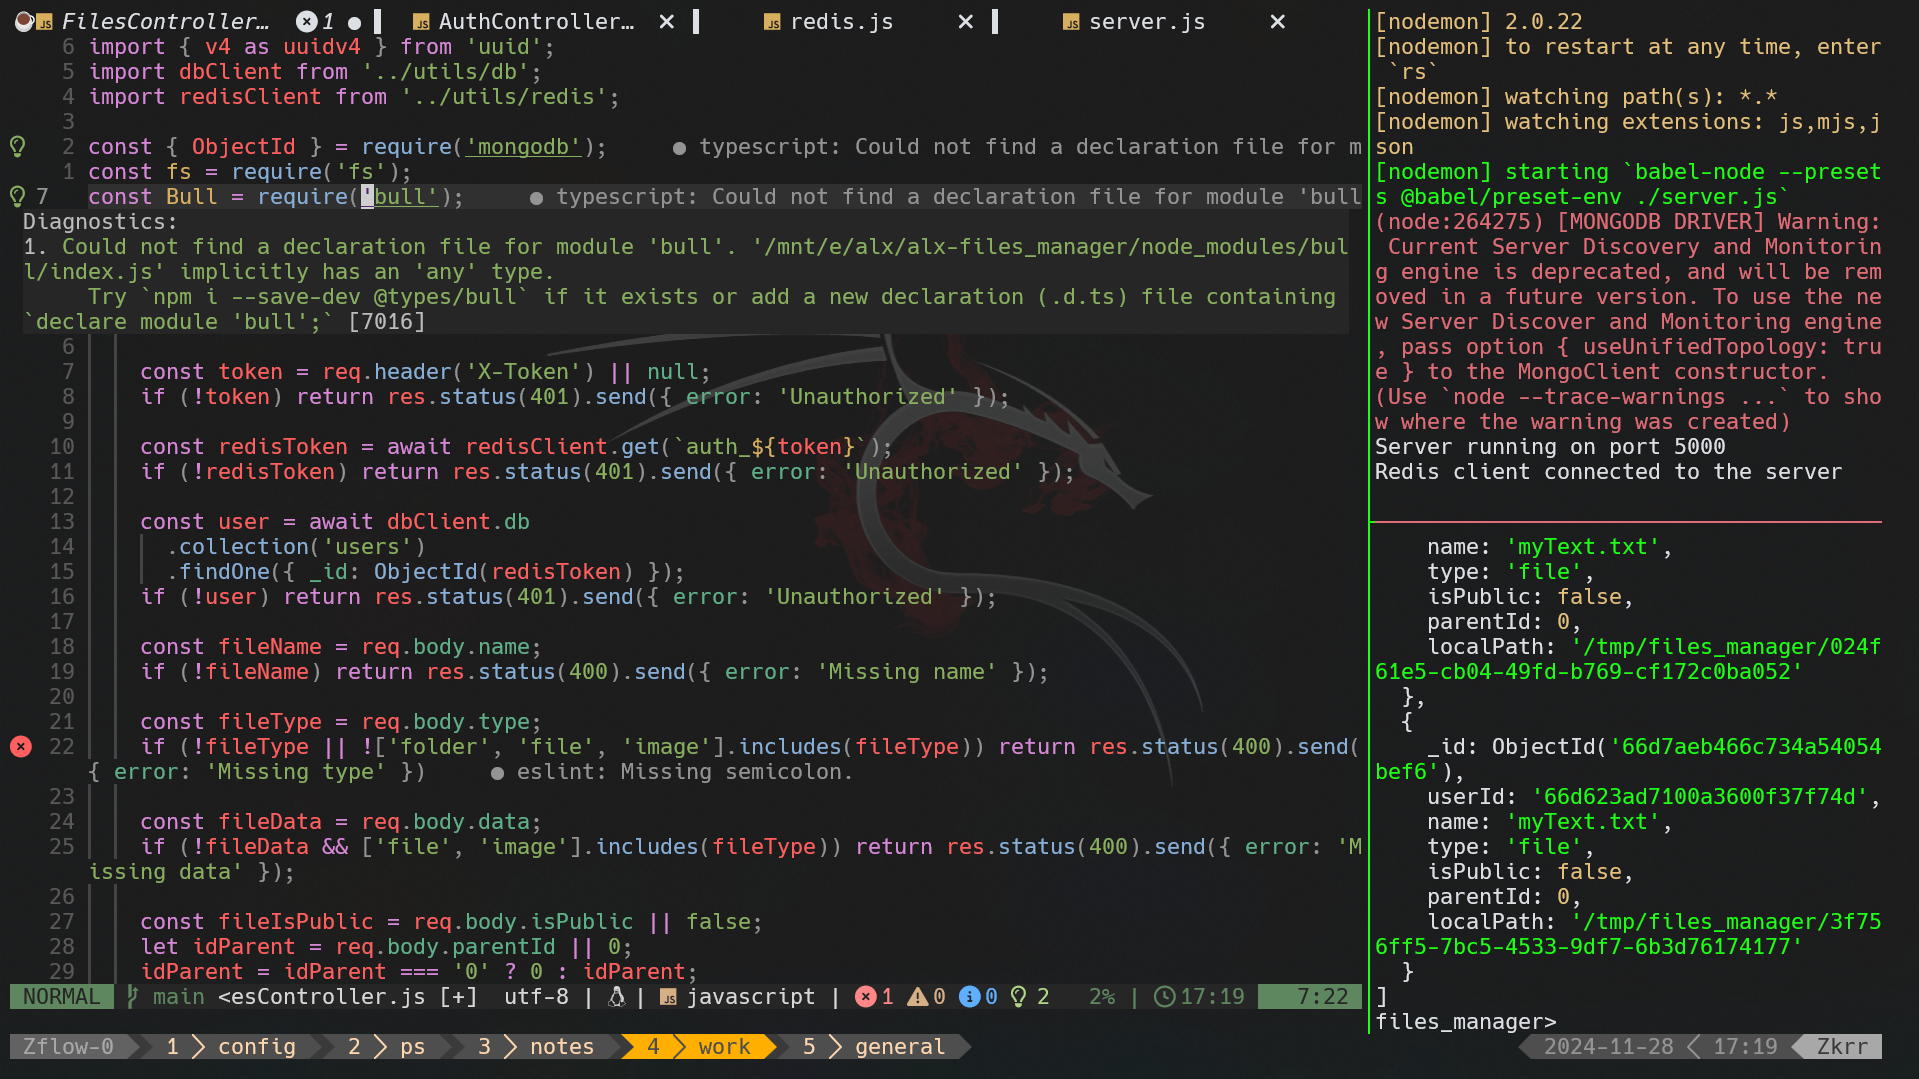 FilesController… 1 ●
AuthController… ✕
redis.js ✕
server.js ✕
6 import { v4 as uuidv4 } from 'uuid';
5 import dbClient from '../utils/db';
4 import redisClient from '../utils/redis';
3
2 const { ObjectId } = require('mongodb'); ● typescript: Could not find a declaration file for m
1 const fs = require('fs');
7 const Bull = require('bull'); ● typescript: Could not find a declaration file for module 'bull
Diagnostics:
1. Could not find a declaration file for module 'bull'. '/mnt/e/alx/alx-files_manager/node_modules/bul
l/index.js' implicitly has an 'any' type.
Try `npm i --save-dev @types/bull` if it exists or add a new declaration (.d.ts) file containing
`declare module 'bull';` [7016]
6
7 const token = req.header('X-Token') || null;
8 if (!token) return res.status(401).send({ error: 'Unauthorized' });
9
10 const redisToken = await redisClient.get(`auth_${token}`);
11 if (!redisToken) return res.status(401).send({ error: 'Unauthorized' });
12
13 const user = await dbClient.db
14 .collection('users')
15 .findOne({ _id: ObjectId(redisToken) });
16 if (!user) return res.status(401).send({ error: 'Unauthorized' });
17
18 const fileName = req.body.name;
19 if (!fileName) return res.status(400).send({ error: 'Missing name' });
20
21 const fileType = req.body.type;
22 if (!fileType || !['folder', 'file', 'image'].includes(fileType)) return res.status(400).send(
{ error: 'Missing type' }) ● eslint: Missing semicolon.
23
24 const fileData = req.body.data;
25 if (!fileData && ['file', 'image'].includes(fileType)) return res.status(400).send({ error: 'M
issing data' });
26
27 const fileIsPublic = req.body.isPublic || false;
28 let idParent = req.body.parentId || 0;
29 idParent = idParent === '0' ? 0 : idParent;
NORMAL main <esController.js [+] utf-8 | | JS javascript | 1 0 0 2 2% | 17:19 7:22
[nodemon] 2.0.22
[nodemon] to restart at any time, enter
`rs`
[nodemon] watching path(s): *.*
[nodemon] watching extensions: js,mjs,j
son
[nodemon] starting `babel-node --preset
s @babel/preset-env ./server.js`
(node:264275) [MONGODB DRIVER] Warning:
Current Server Discovery and Monitorin
g engine is deprecated, and will be rem
oved in a future version. To use the ne
w Server Discover and Monitoring engine
, pass option { useUnifiedTopology: tru
e } to the MongoClient constructor.
(Use `node --trace-warnings ...` to sho
w where the warning was created)
Server running on port 5000
Redis client connected to the server
name: 'myText.txt',
type: 'file',
isPublic: false,
parentId: 0,
localPath: '/tmp/files_manager/024f
61e5-cb04-49fd-b769-cf172c0ba052'
},
{
_id: ObjectId('66d7aeb466c734a54054
bef6'),
userId: '66d623ad7100a3600f37f74d',
name: 'myText.txt',
type: 'file',
isPublic: false,
parentId: 0,
localPath: '/tmp/files_manager/3f75
6ff5-7bc5-4533-9df7-6b3d76174177'
}
]
files_manager>
Zflow-0 1 config 2 ps 3 notes 4 work 5 general 2024-11-28 17:19 Zkrr